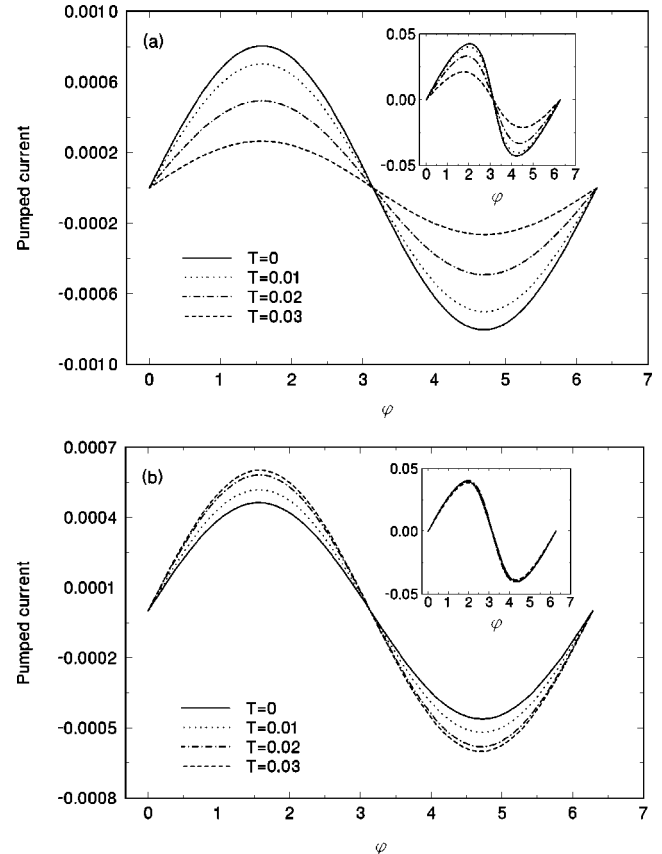 0.0010
0.0006
0.0002
-0.0002
-0.0006
-0.0010
Pumped current
(a)
0.05
0.00
-0.05
0 1 2 3 4 5 6 7
φ
T=0
T=0.01
T=0.02
T=0.03
0 1 2 3 4 5 6 7
φ
0.0007
0.0004
0.0001
-0.0002
-0.0005
-0.0008
Pumped current
(b)
0.05
0.00
-0.05
0 1 2 3 4 5 6 7
φ
T=0
T=0.01
T=0.02
T=0.03
0 1 2 3 4 5 6 7
φ